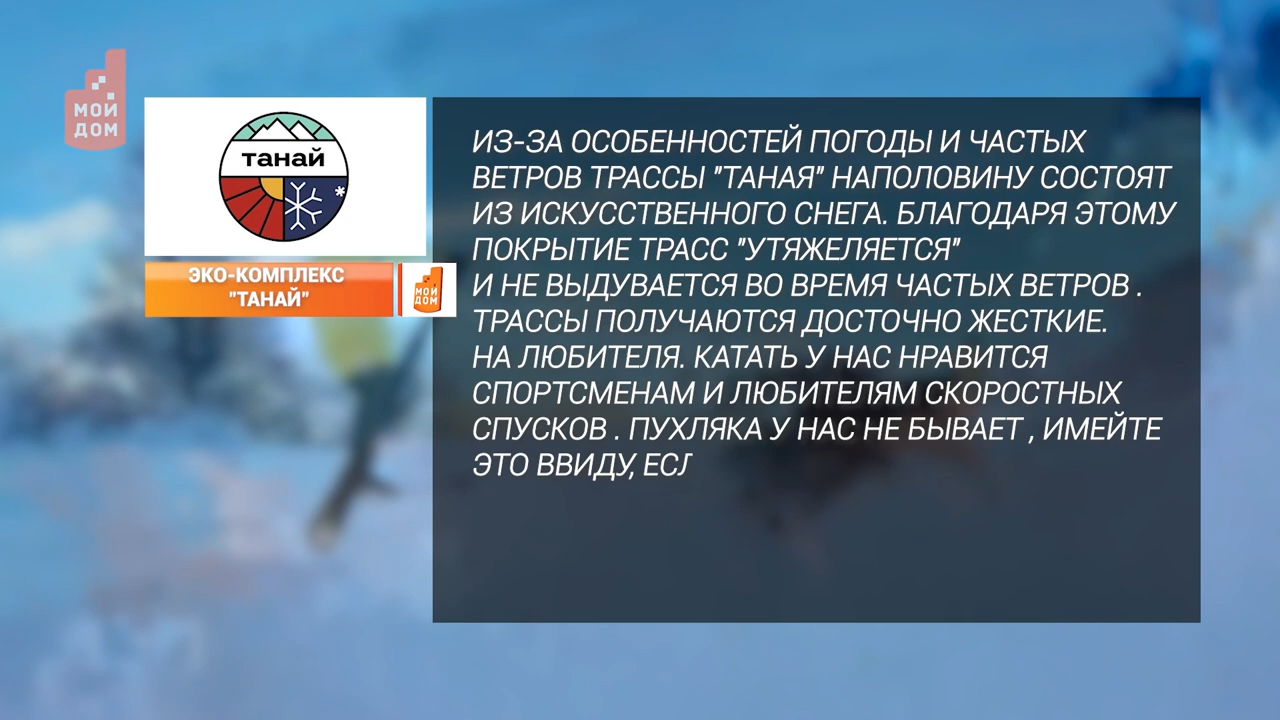 МОЙ
ДОМ
ТАНАЙ
ЭКО-КОМПЛЕКС
"ТАНАЙ"
МОЙ
ДОМ
ИЗ-ЗА ОСОБЕННОСТЕЙ ПОГОДЫ И ЧАСТЫХ
ВЕТРОВ ТРАССЫ "ТАНАЯ" НАПОЛОВИНУ СОСТОЯТ
ИЗ ИСКУССТВЕННОГО СНЕГА. БЛАГОДАРЯ ЭТОМУ
ПОКРЫТИЕ ТРАСС "УТЯЖЕЛЯЕТСЯ"
И НЕ ВЫДУВАЕТСЯ ВО ВРЕМЯ ЧАСТЫХ ВЕТРОВ .
ТРАССЫ ПОЛУЧАЮТСЯ ДОСТОЧНО ЖЕСТКИЕ.
НА ЛЮБИТЕЛЯ. КАТАТЬ У НАС НРАВИТСЯ
СПОРТСМЕНАМ И ЛЮБИТЕЛЯМ СКОРОСТНЫХ
СПУСКОВ . ПУХЛЯКА У НАС НЕ БЫВАЕТ , ИМЕЙТЕ
ЭТО ВВИДУ,